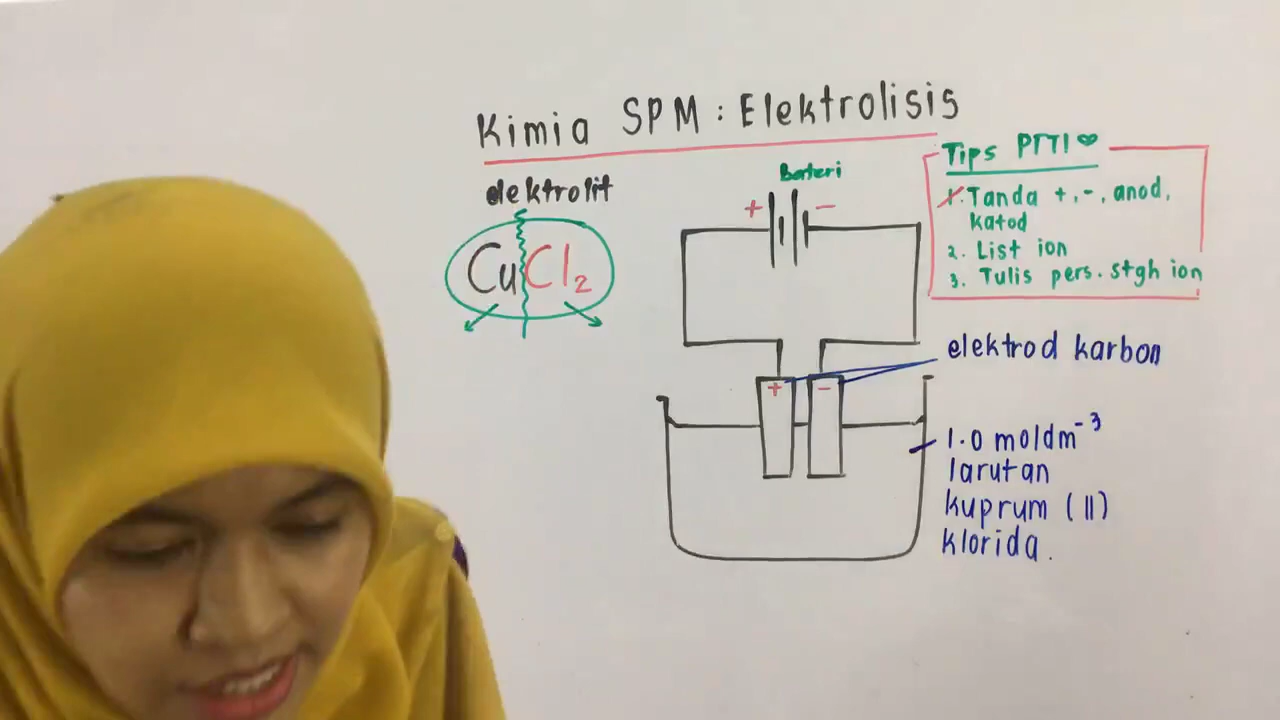 Kimia SPM : Elektrolisis
elektrolit
CuCl₂
Bateri
+ −
Tips PTTI ♡
1. Tanda +, -, anod,
katod
2. List ion
3. Tulis pers. stgh ion
+ −
elektrod karbon
1.0 moldm⁻³
larutan
kuprum (II)
klorida.